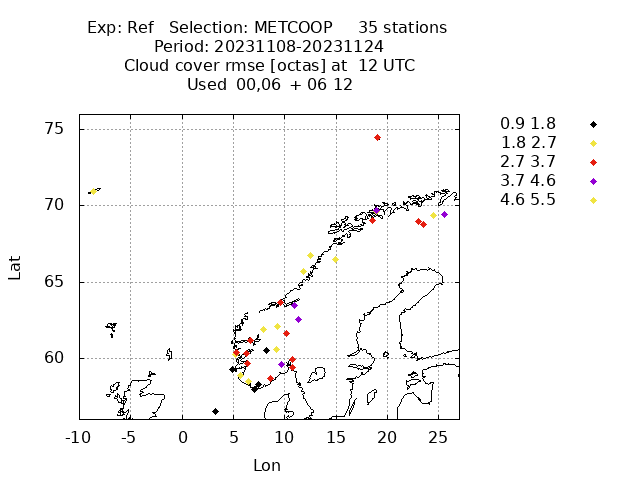 Exp: Ref   Selection: METCOOP     35 stations
Period: 20231108-20231124
Cloud cover rmse [octas] at  12 UTC
Used  00,06  + 06 12
0.9 1.8
1.8 2.7
2.7 3.7
3.7 4.6
4.6 5.5
75
70
65
60
Lat
-10 -5 0 5 10 15 20 25
Lon